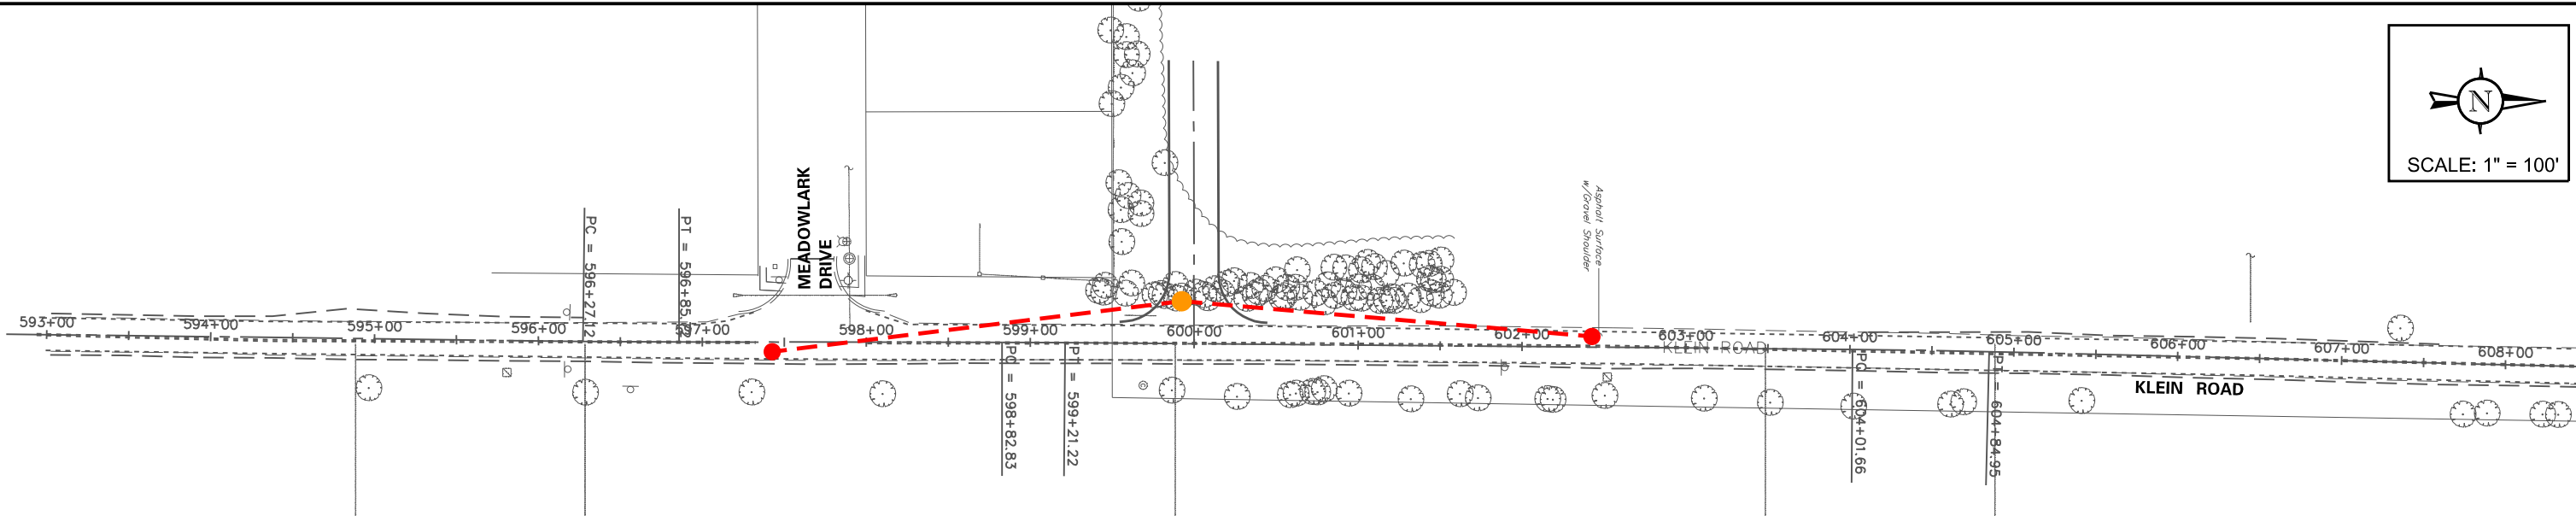 N
SCALE: 1" = 100'
MEADOWLARK
DRIVE
PC = 596+27.12
PT = 596+85.
Asphalt Surface
w/Gravel Shoulder
593+00
594+00
595+00
596+00
597+00
598+00
599+00
600+00
601+00
602+00
603+00
604+00
605+00
606+00
607+00
608+00
KLEIN ROAD
KLEIN ROAD
PC = 598+82.83
PT = 599+21.22
PC = 604+01.66
PT = 604+84.95